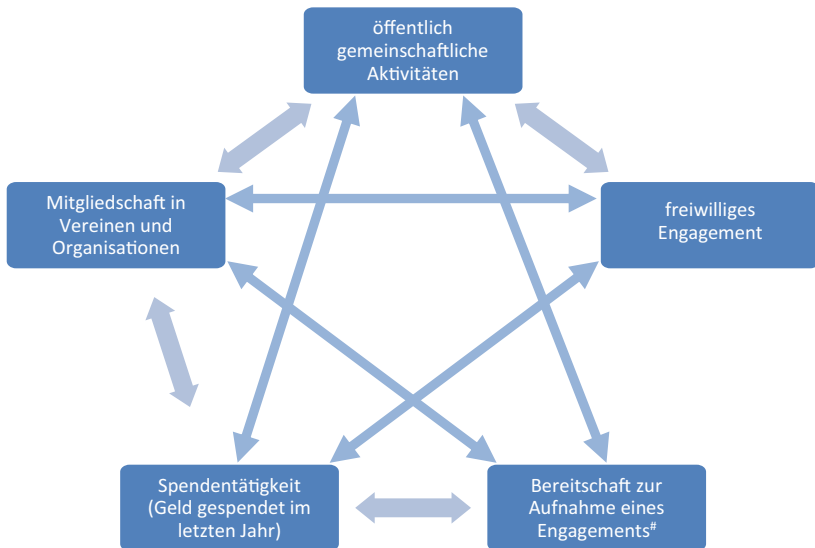 öffentlich
gemeinschaftliche
Aktivitäten
Mitgliedschaft in
Vereinen und
Organisationen
freiwilliges
Engagement
Spendentätigkeit
(Geld gespendet im
letzten Jahr)
Bereitschaft zur
Aufnahme eines
Engagements#